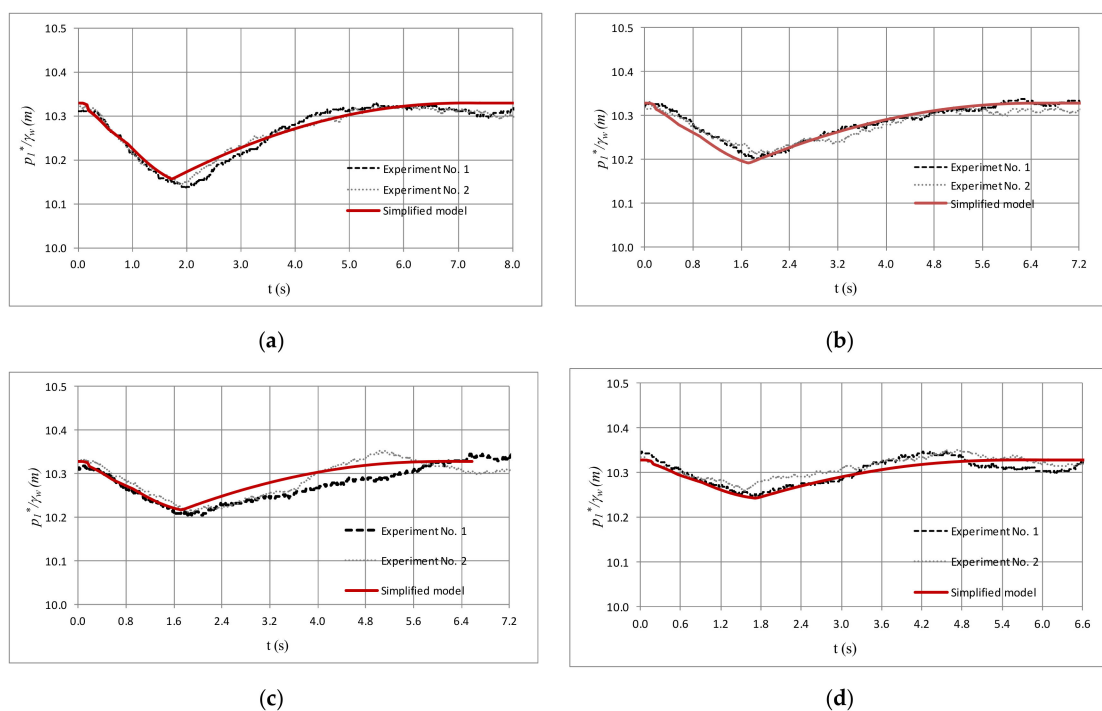 10.5
10.4
10.3
10.2
10.1
10.0
p1*/γw (m)
Experiment No. 1
Experiment No. 2
Simplified model
0.0 1.0 2.0 3.0 4.0 5.0 6.0 7.0 8.0
t (s)
(a)
10.5
10.4
10.3
10.2
10.1
10.0
p1*/γw (m)
Experiment No. 1
Experimet No. 2
Simplified model
0.0 0.8 1.6 2.4 3.2 4.0 4.8 5.6 6.4 7.2
t (s)
(b)
10.5
10.4
10.3
10.2
10.1
10.0
p1*/γw (m)
Experiment No. 1
Experiment No. 2
Simplified model
0.0 0.8 1.6 2.4 3.2 4.0 4.8 5.6 6.4 7.2
t (s)
(c)
10.5
10.4
10.3
10.2
10.1
10.0
p1*/γw (m)
Experiment No. 1
Experiment No. 2
Simplified model
0.0 0.6 1.2 1.8 2.4 3.0 3.6 4.2 4.8 5.4 6.0 6.6
t (s)
(d)